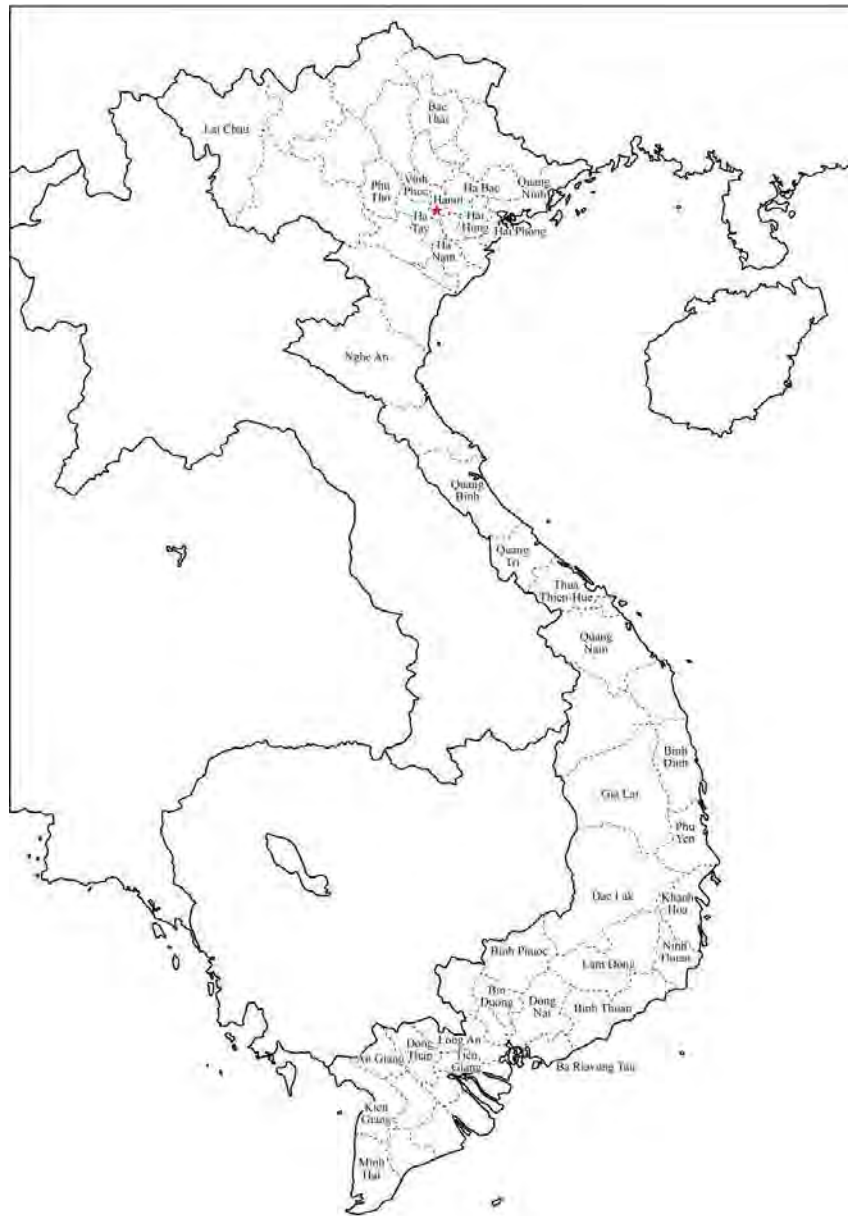 Bac
Thai
Lai Chau
Vinh
Phuc
Phu
Tho
Ha Bac
Quang
Ninh
Hanoi
Ha
Tay
Hai
Hung
Hai Phong
Ha
Nam
Nghe An
Quang
Binh
Quang
Tri
Thua
Thien-Hue
Quang
Nam
Binh
Dinh
Gia Lai
Phu
Yen
Dac Lak
Khanh
Hoa
Ninh
Thuan
Binh Phuoc
Lam Dong
Bin
Duong
Dong
Nai
Binh Thuan
Long An
Dong
Thap
Tien
Giang
An Giang
Ba Riavung Tau
Kien
Giang
Minh
Hai